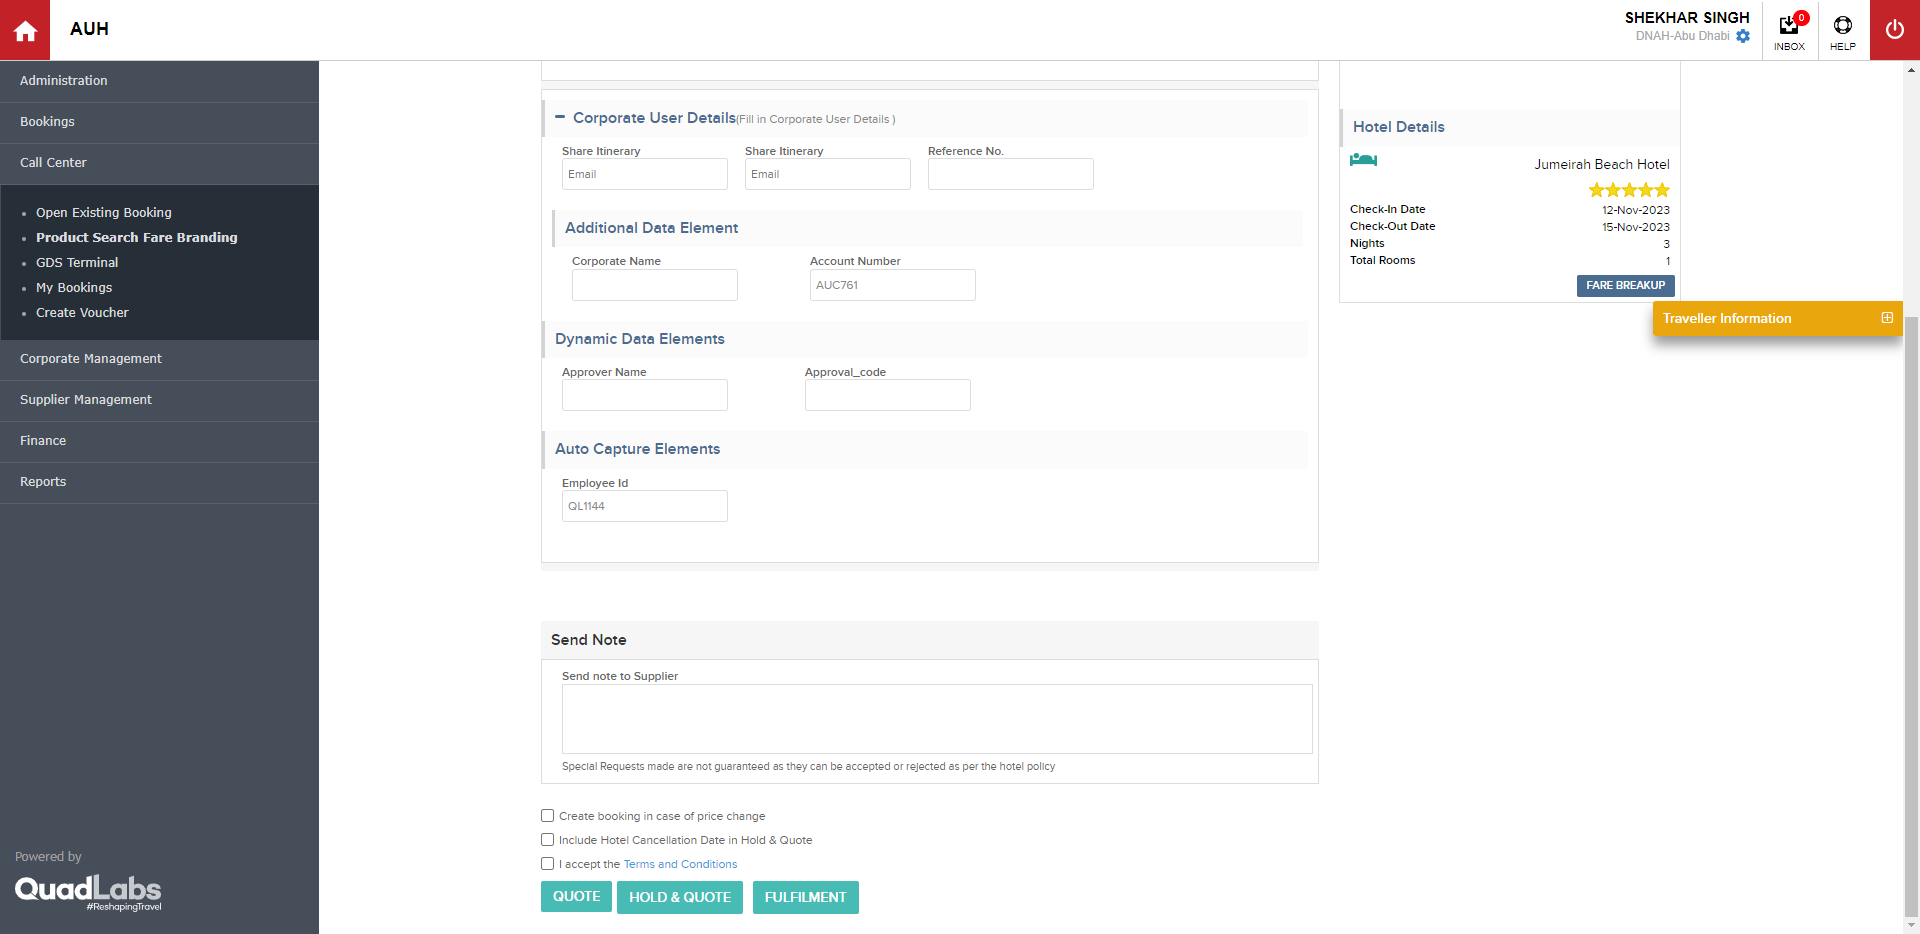 AUH
SHEKHAR SINGH
DNAH-Abu Dhabi
0
INBOX
HELP
Administration
Bookings
Call Center
Open Existing Booking
Product Search Fare Branding
GDS Terminal
My Bookings
Create Voucher
Corporate Management
Supplier Management
Finance
Reports
Powered by
QuadLabs
#ReshapingTravel
Corporate User Details(Fill in Corporate User Details )
Share Itinerary Share Itinerary Reference No.
Email Email
Additional Data Element
Corporate Name Account Number
AUC761
Dynamic Data Elements
Approver Name Approval_code
Auto Capture Elements
Employee Id
QL1144
Send Note
Send note to Supplier
Special Requests made are not guaranteed as they can be accepted or rejected as per the hotel policy
Create booking in case of price change
Include Hotel Cancellation Date in Hold & Quote
I accept the Terms and Conditions
QUOTE HOLD & QUOTE FULFILMENT
Hotel Details
Jumeirah Beach Hotel
Check-In Date 12-Nov-2023
Check-Out Date 15-Nov-2023
Nights 3
Total Rooms 1
FARE BREAKUP
Traveller Information